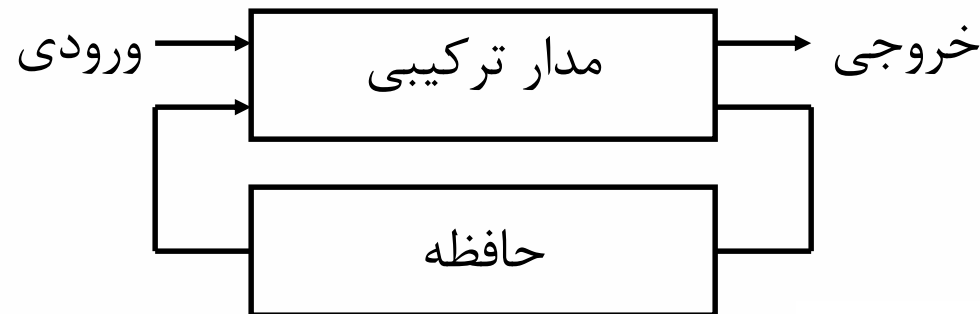 ورودی
مدار ترکیبی
خروجی
حافظه